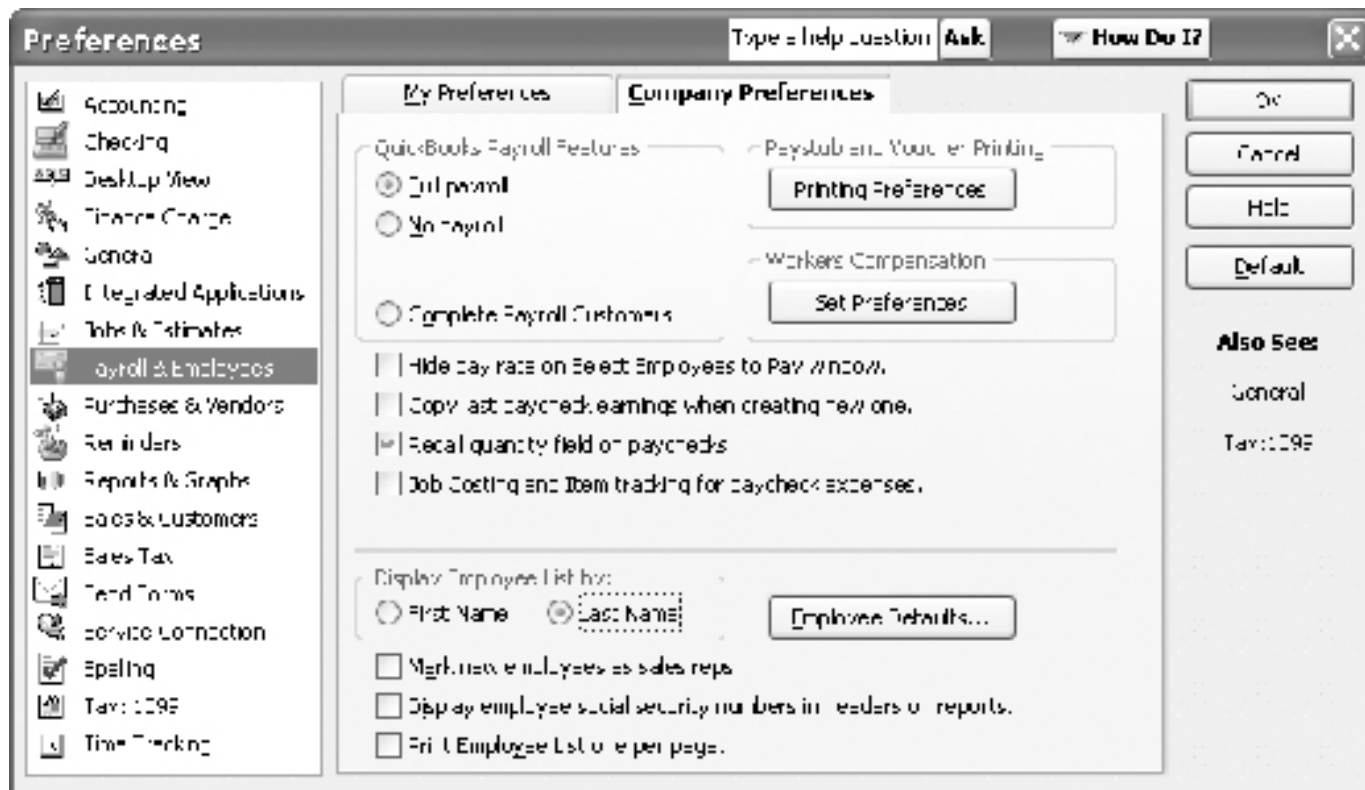 Preferences
Type a help question Ask
How Do I?
Accounting
Checking
Desktop View
Finance Charge
General
Integrated Applications
Jobs & Estimates
Payroll & Employees
Purchases & Vendors
Reminders
Reports & Graphs
Sales & Customers
Sales Tax
Send Forms
Service Connection
Spelling
Tax: 1099
Time Tracking
My Preferences
Company Preferences
QuickBooks Payroll Features
Full payroll
No payroll
Complete Payroll Customers
Paystub and Voucher Printing
Printing Preferences
Workers Compensation
Set Preferences
Hide pay rate on Select Employees to Pay window.
Copy last paycheck earnings when creating new one.
Recall quantity field on paychecks
Job Costing and Item tracking for paycheck expenses.
Display Employee List by:
First Name
Last Name
Employee Defaults...
Mark new employees as sales reps
Display employee social security numbers in headers on reports.
Print Employee List one per page.
OK
Cancel
Help
Default
Also See:
General
Tax:1099